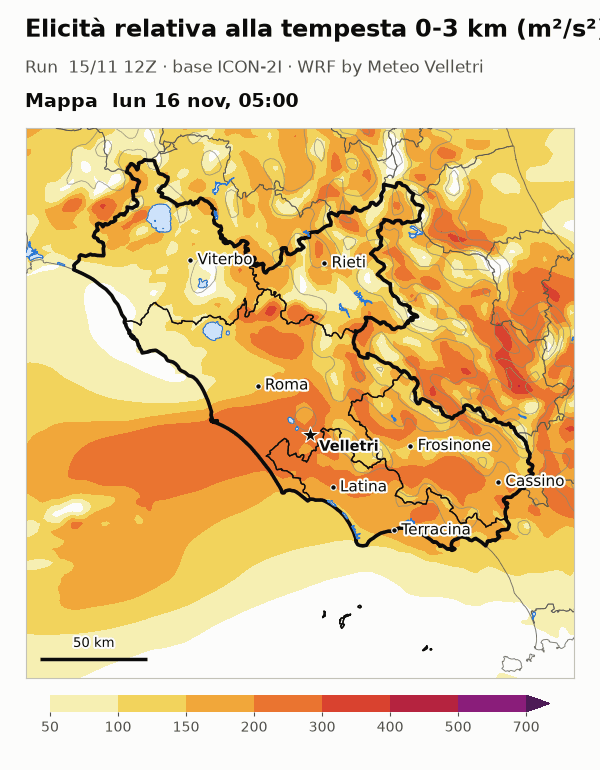 Elicità relativa alla tempesta 0-3 km (m²/s²)
Run 15/11 12Z · base ICON-2I · WRF by Meteo Velletri
Mappa lun 16 nov, 05:00
Viterbo
Rieti
Roma
Velletri
Frosinone
Latina
Cassino
Terracina
50 km
50 100 150 200 300 400 500 700